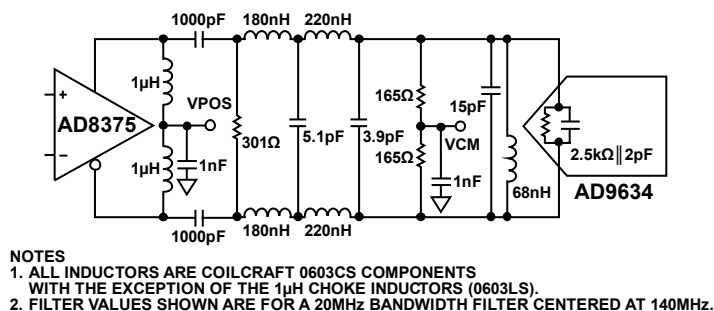 1000pF 180nH 220nH
1µH
VPOS
165Ω
15pF
+
AD8375
–
301Ω
5.1pF
3.9pF
VCM
165Ω
2.5kΩ‖2pF
1µH
1nF
1nF
68nH
AD9634
1000pF
180nH 220nH
NOTES
1. ALL INDUCTORS ARE COILCRAFT 0603CS COMPONENTS
WITH THE EXCEPTION OF THE 1µH CHOKE INDUCTORS (0603LS).
2. FILTER VALUES SHOWN ARE FOR A 20MHz BANDWIDTH FILTER CENTERED AT 140MHz.